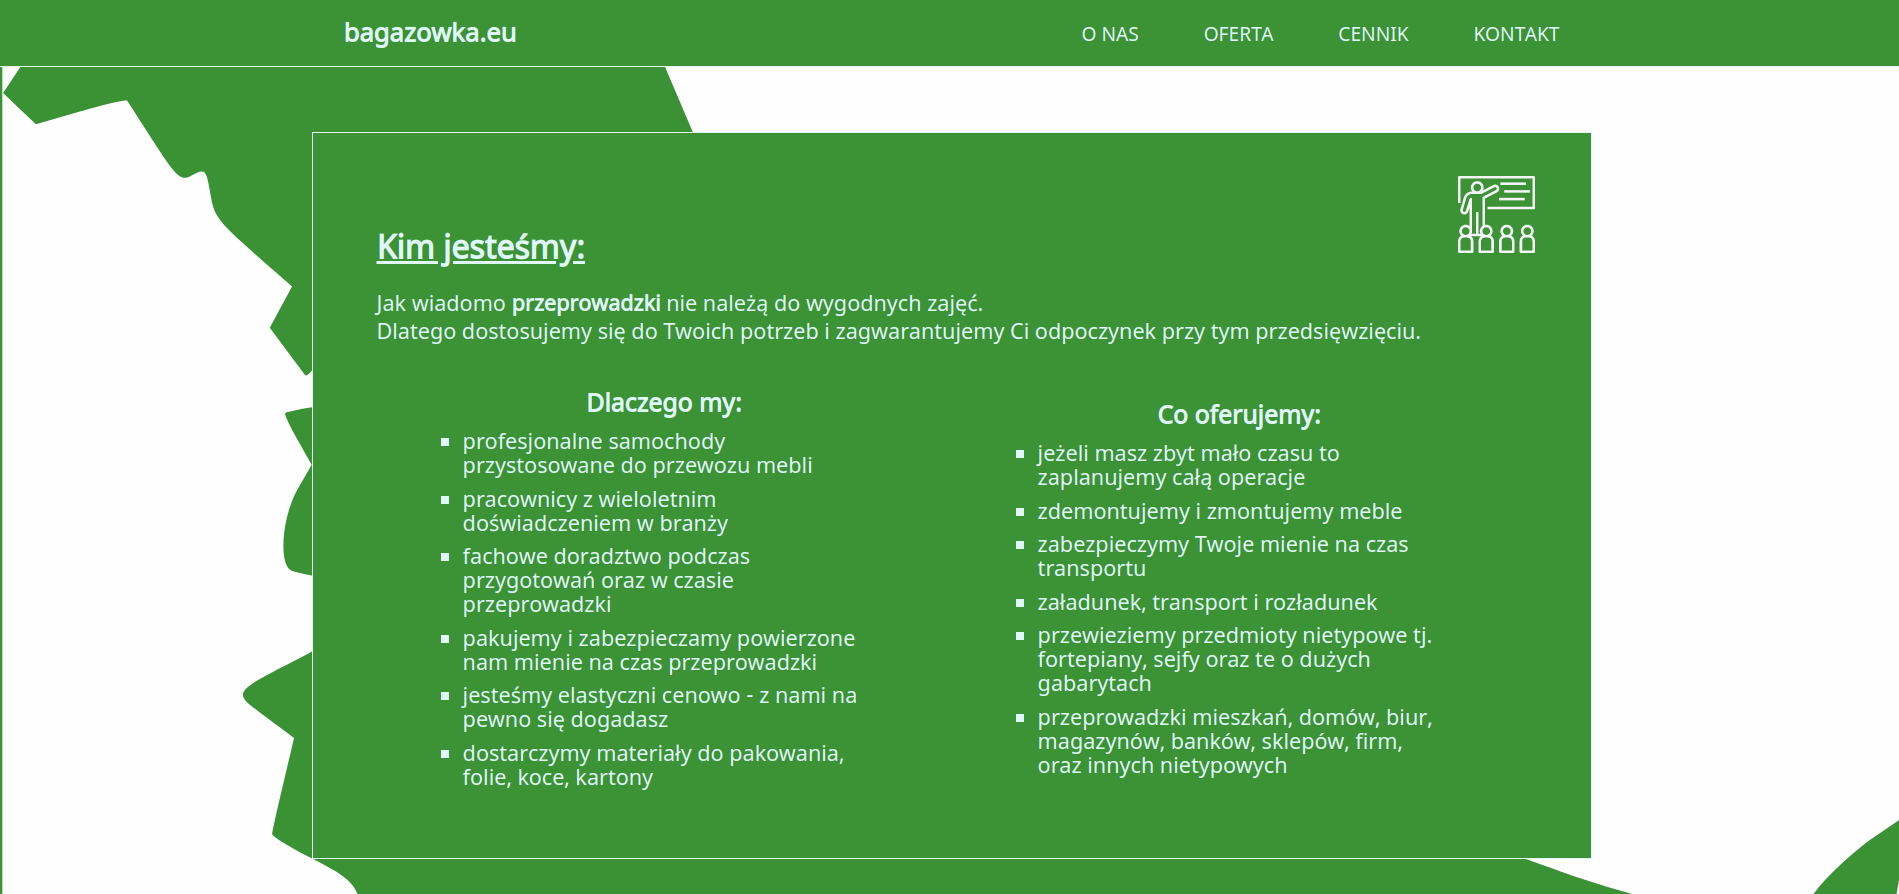 bagazowka.eu
O NAS
OFERTA
CENNIK
KONTAKT
Kim jesteśmy:
Jak wiadomo przeprowadzki nie należą do wygodnych zajęć.
Dlatego dostosujemy się do Twoich potrzeb i zagwarantujemy Ci odpoczynek przy tym przedsięwzięciu.
Dlaczego my:
profesjonalne samochody
przystosowane do przewozu mebli
pracownicy z wieloletnim
doświadczeniem w branży
fachowe doradztwo podczas
przygotowań oraz w czasie
przeprowadzki
pakujemy i zabezpieczamy powierzone
nam mienie na czas przeprowadzki
jesteśmy elastyczni cenowo - z nami na
pewno się dogadasz
dostarczymy materiały do pakowania,
folie, koce, kartony
Co oferujemy:
jeżeli masz zbyt mało czasu to
zaplanujemy całą operacje
zdemontujemy i zmontujemy meble
zabezpieczymy Twoje mienie na czas
transportu
załadunek, transport i rozładunek
przewieziemy przedmioty nietypowe tj.
fortepiany, sejfy oraz te o dużych
gabarytach
przeprowadzki mieszkań, domów, biur,
magazynów, banków, sklepów, firm,
oraz innych nietypowych